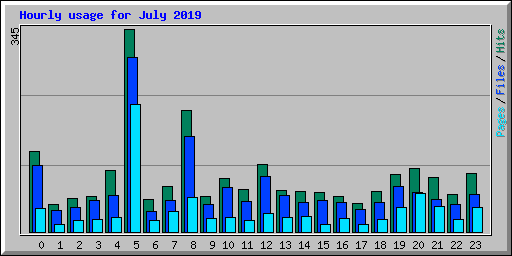 Hourly usage for July 2019
345
Pages / Files / Hits
0 1 2 3 4 5 6 7 8 9 10 11 12 13 14 15 16 17 18 19 20 21 22 23